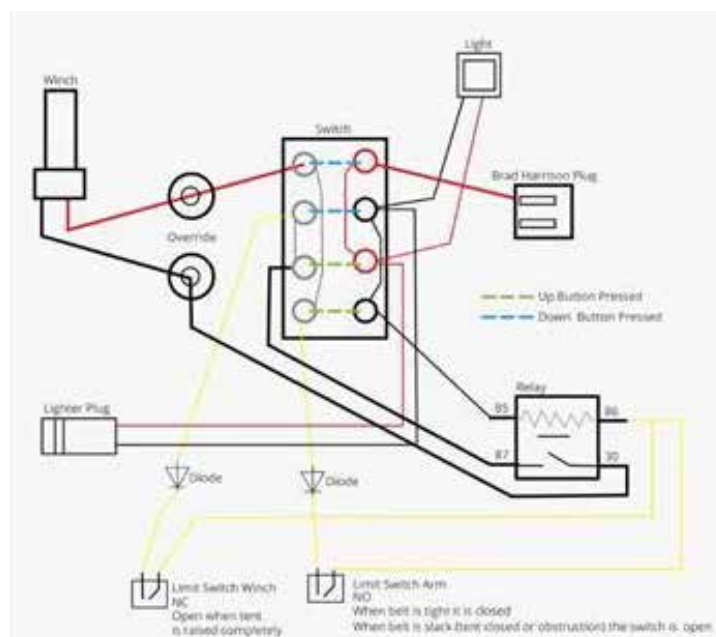 Light
Winch
Switch
Brad Harrison Plug
Override
Up Button Pressed
Down Button Pressed
Relay
85
86
Lighter Plug
87
30
Diode
Diode
Limit Switch Winch
NC
Open when tent
is raised completely
Limit Switch Arm
NO
When belt is tight it is closed
When belt is slack (tent closed or obstruction) the switch is open